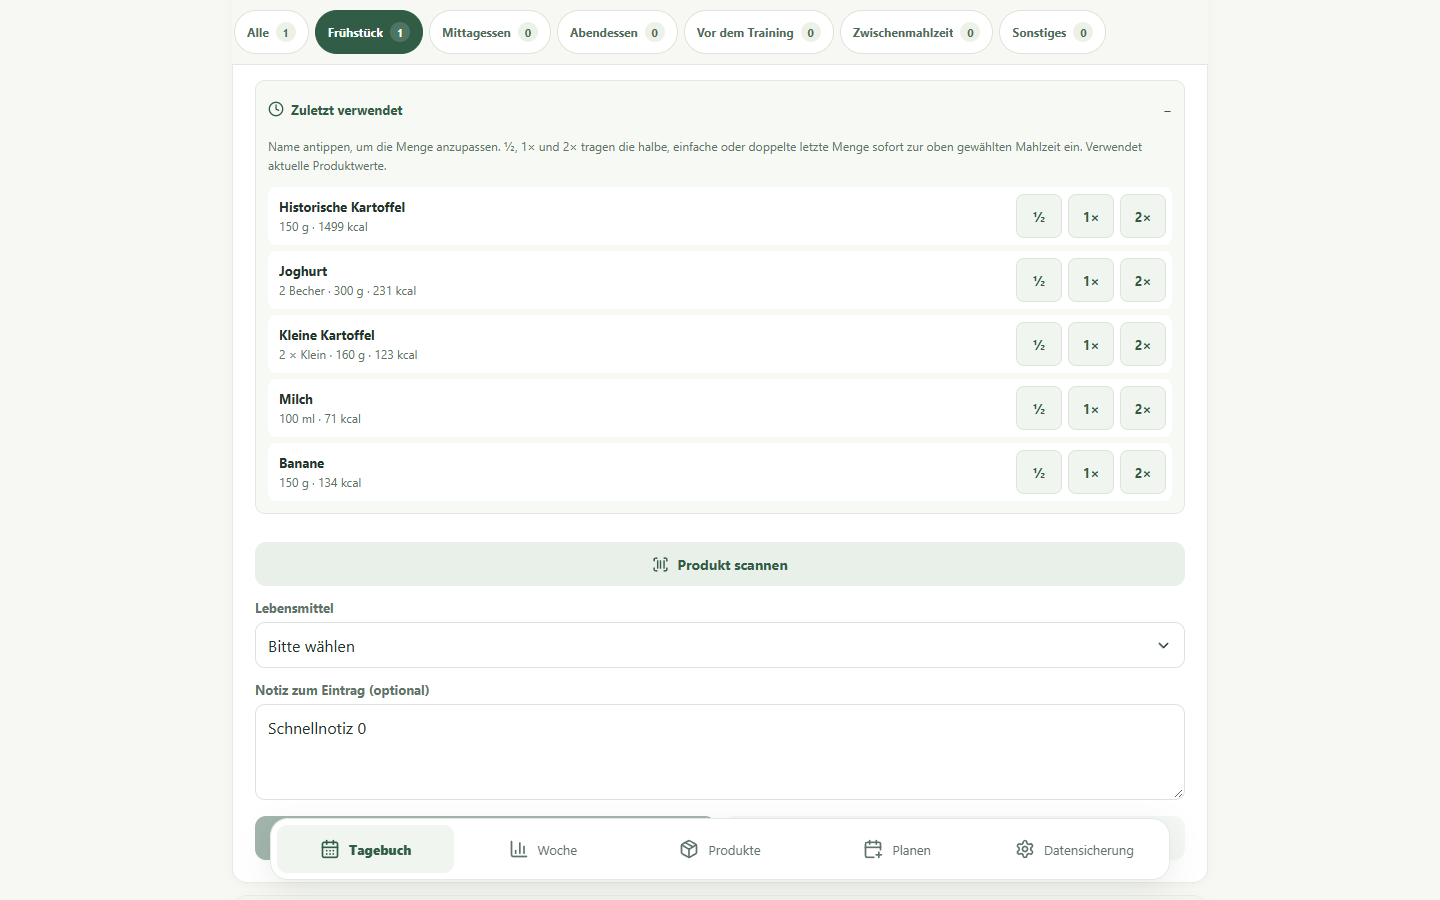 Alle 1
Frühstück 1
Mittagessen 0
Abendessen 0
Vor dem Training 0
Zwischenmahlzeit 0
Sonstiges 0
Zuletzt verwendet –
Name antippen, um die Menge anzupassen. ½, 1× und 2× tragen die halbe, einfache oder doppelte letzte Menge sofort zur oben gewählten Mahlzeit ein. Verwendet
aktuelle Produktwerte.
Historische Kartoffel
150 g · 1499 kcal
½ 1× 2×
Joghurt
2 Becher · 300 g · 231 kcal
½ 1× 2×
Kleine Kartoffel
2 × Klein · 160 g · 123 kcal
½ 1× 2×
Milch
100 ml · 71 kcal
½ 1× 2×
Banane
150 g · 134 kcal
½ 1× 2×
Produkt scannen
Lebensmittel
Bitte wählen
Notiz zum Eintrag (optional)
Schnellnotiz 0
Tagebuch
Woche
Produkte
Planen
Datensicherung